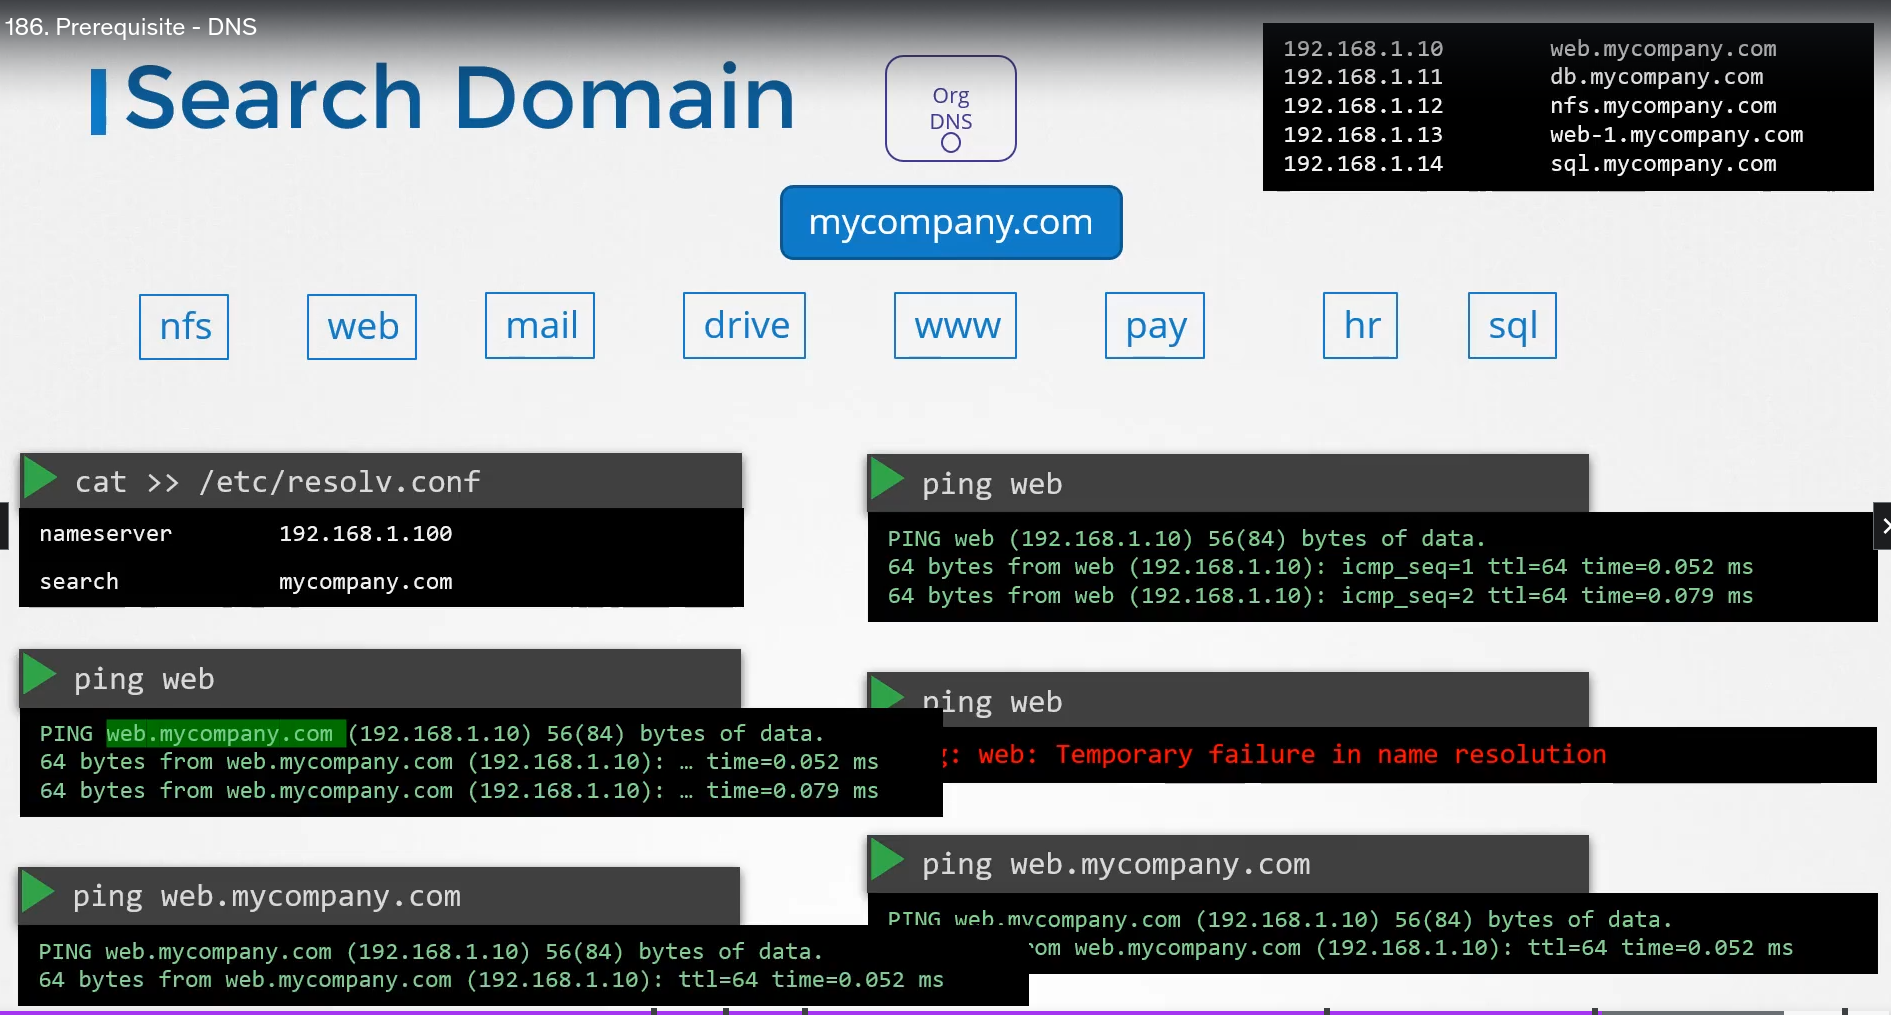 186. Prerequisite - DNS
Search Domain
Org
DNS
192.168.1.10 web.mycompany.com
192.168.1.11 db.mycompany.com
192.168.1.12 nfs.mycompany.com
192.168.1.13 web-1.mycompany.com
192.168.1.14 sql.mycompany.com
mycompany.com
nfs web mail drive www pay hr sql
cat >> /etc/resolv.conf
nameserver 192.168.1.100
search mycompany.com
ping web
PING web (192.168.1.10) 56(84) bytes of data.
64 bytes from web (192.168.1.10): icmp_seq=1 ttl=64 time=0.052 ms
64 bytes from web (192.168.1.10): icmp_seq=2 ttl=64 time=0.079 ms
ping web
PING web.mycompany.com (192.168.1.10) 56(84) bytes of data.
64 bytes from web.mycompany.com (192.168.1.10): … time=0.052 ms
64 bytes from web.mycompany.com (192.168.1.10): … time=0.079 ms
ping web
web: Temporary failure in name resolution
ping web.mycompany.com
PING web.mycompany.com (192.168.1.10) 56(84) bytes of data.
64 bytes from web.mycompany.com (192.168.1.10): ttl=64 time=0.052 ms
ping web.mycompany.com
PING web.mycompany.com (192.168.1.10) 56(84) bytes of data.
web.mycompany.com (192.168.1.10): ttl=64 time=0.052 ms